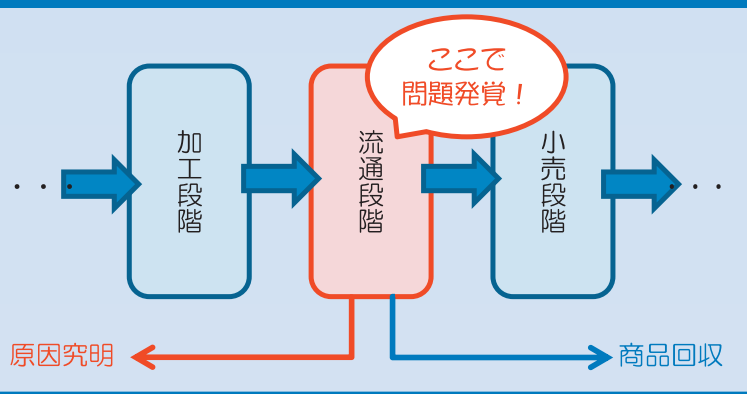 ここで
問題発覚!
加工段階
流通段階
小売段階
・・・
・・・
原因究明
商品回収